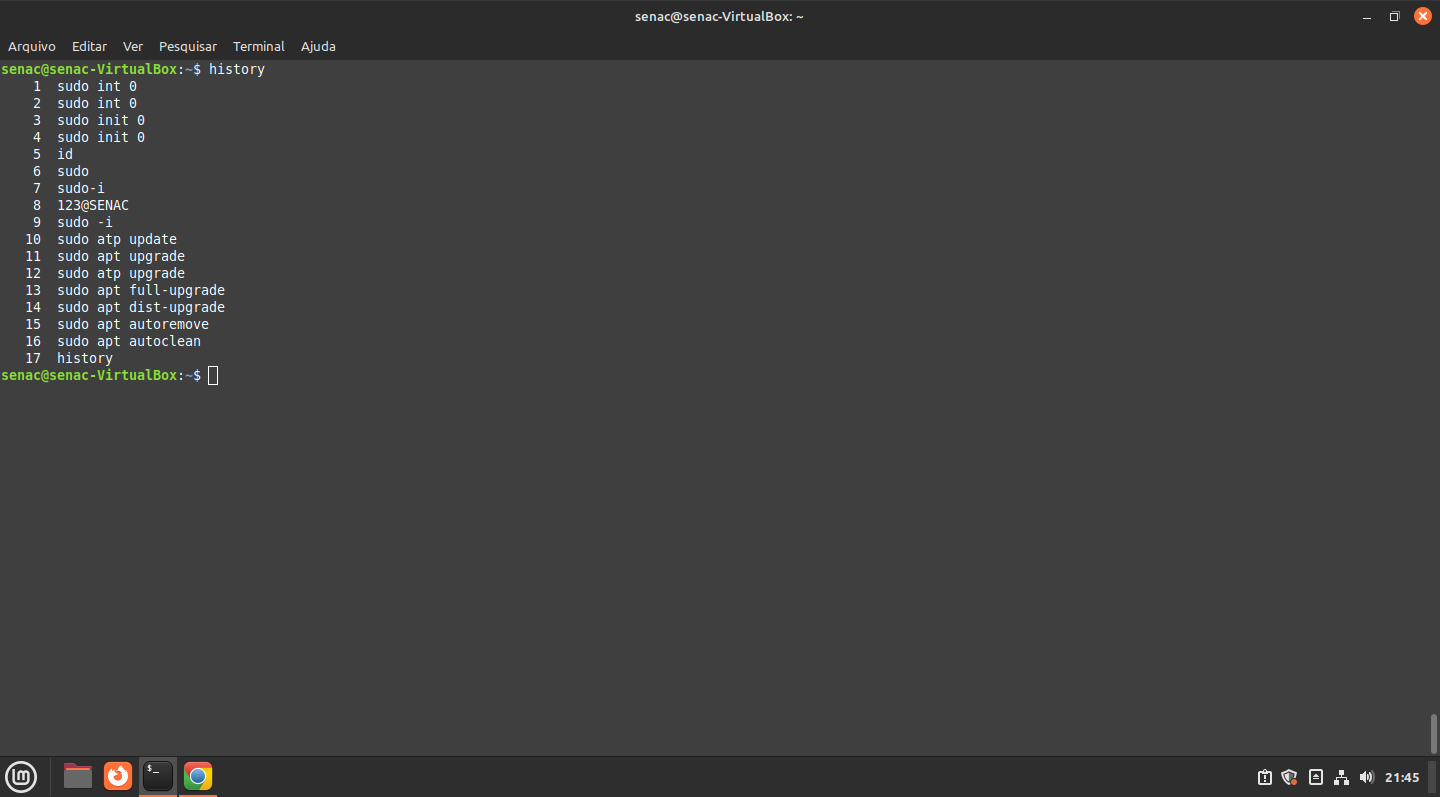 senac@senac-VirtualBox: ~
Arquivo Editar Ver Pesquisar Terminal Ajuda
senac@senac-VirtualBox:~$ history
1 sudo int 0
2 sudo int 0
3 sudo init 0
4 sudo init 0
5 id
6 sudo
7 sudo-i
8 123@SENAC
9 sudo -i
10 sudo atp update
11 sudo apt upgrade
12 sudo atp upgrade
13 sudo apt full-upgrade
14 sudo apt dist-upgrade
15 sudo apt autoremove
16 sudo apt autoclean
17 history
senac@senac-VirtualBox:~$
21:45